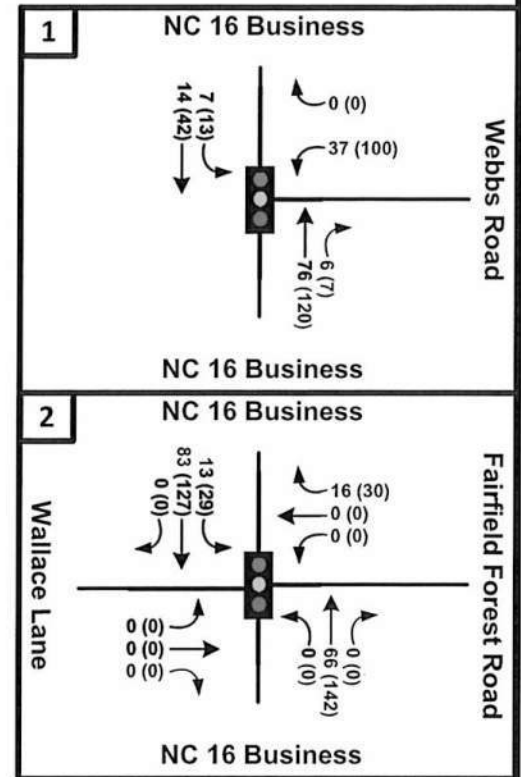 1
NC 16 Business
0 (0)
37 (100)
7 (13)
14 (42)
Webbs Road
6 (7)
76 (120)
NC 16 Business
2
NC 16 Business
16 (30)
0 (0)
0 (0)
13 (29)
83 (127)
0 (0)
Fairfield Forest Road
Wallace Lane
0 (0)
0 (0)
0 (0)
0 (0)
66 (142)
0 (0)
NC 16 Business